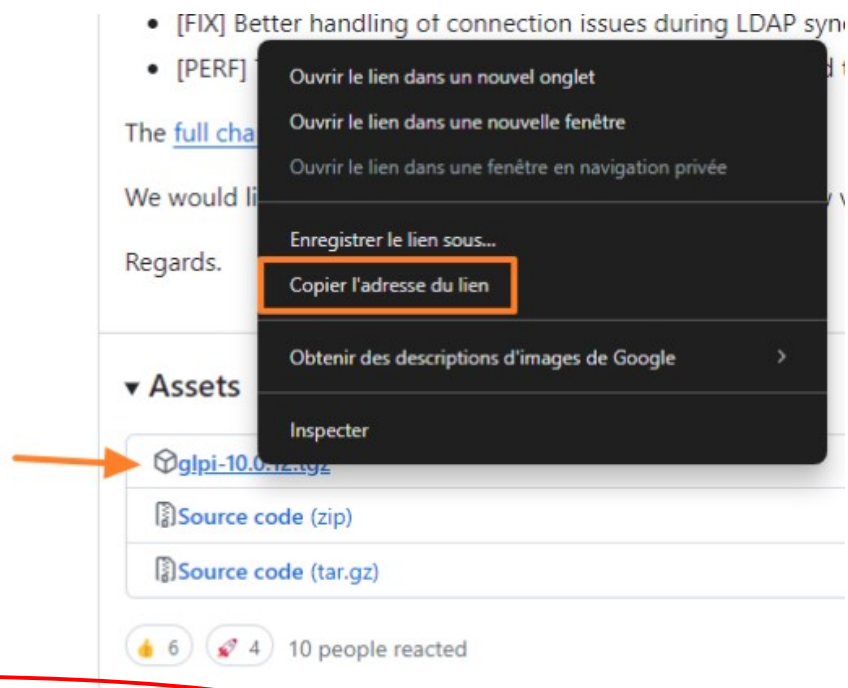 [FIX] Better handling of connection issues during LDAP syn
[PERF]
Ouvrir le lien dans un nouvel onglet
Ouvrir le lien dans une nouvelle fenêtre
The full cha
Ouvrir le lien dans une fenêtre en navigation privée
We would li
Enregistrer le lien sous...
Regards.
Copier l'adresse du lien
Obtenir des descriptions d'images de Google
Assets
Inspecter
glpi-10.0.12.tgz
Source code (zip)
Source code (tar.gz)
6 4 10 people reacted